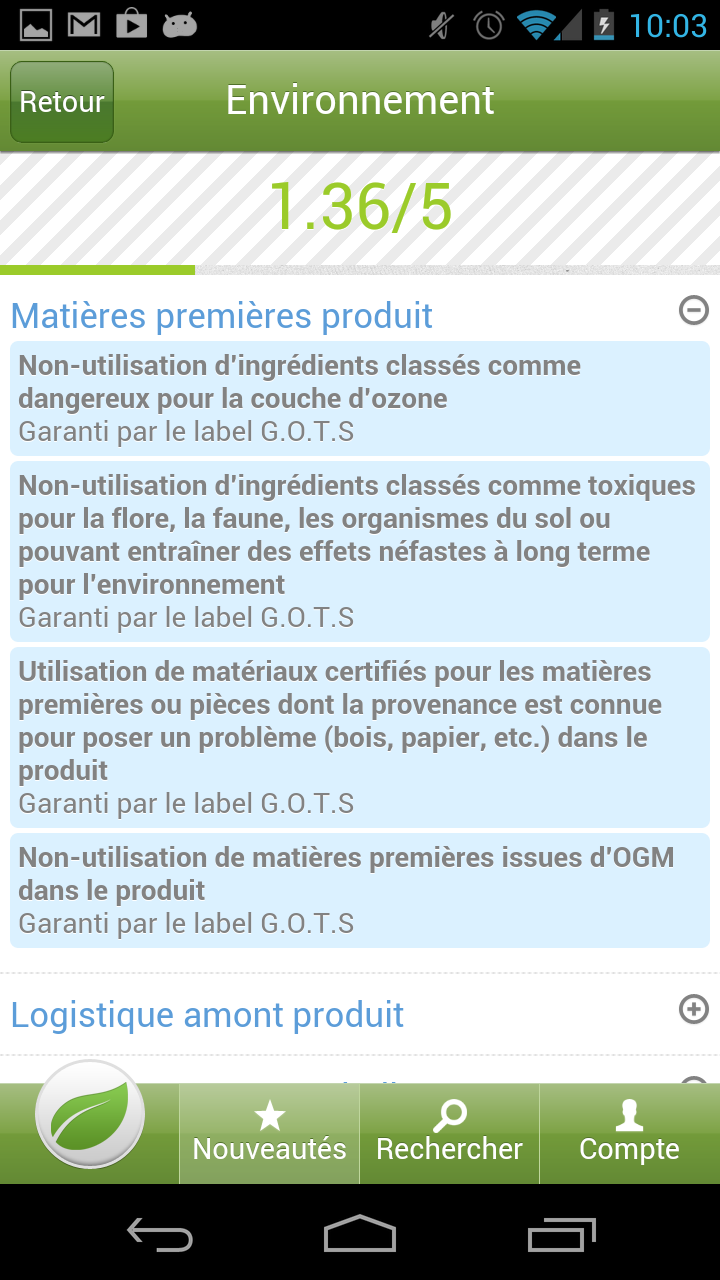 10:03
Retour
Environnement
1.36/5
Matières premières produit
Non-utilisation d'ingrédients classés comme
dangereux pour la couche d'ozone
Garanti par le label G.O.T.S
Non-utilisation d'ingrédients classés comme toxiques
pour la flore, la faune, les organismes du sol ou
pouvant entraîner des effets néfastes à long terme
pour l'environnement
Garanti par le label G.O.T.S
Utilisation de matériaux certifiés pour les matières
premières ou pièces dont la provenance est connue
pour poser un problème (bois, papier, etc.) dans le
produit
Garanti par le label G.O.T.S
Non-utilisation de matières premières issues d'OGM
dans le produit
Garanti par le label G.O.T.S
Logistique amont produit
Nouveautés
Rechercher
Compte